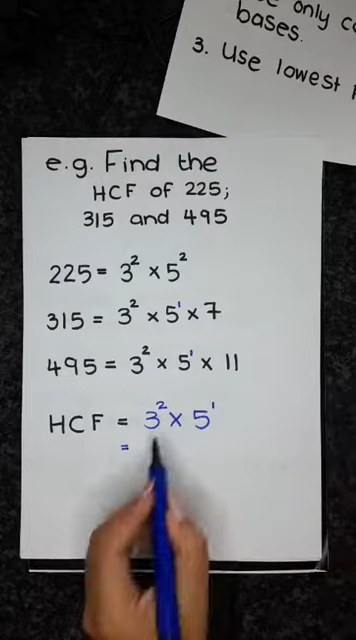 only
bases.
3. Use lowest
e.g. Find the
HCF of 225;
315 and 495
225 = 3² × 5²
315 = 3² × 5¹ × 7
495 = 3² × 5¹ × 11
HCF = 3² × 5¹
=